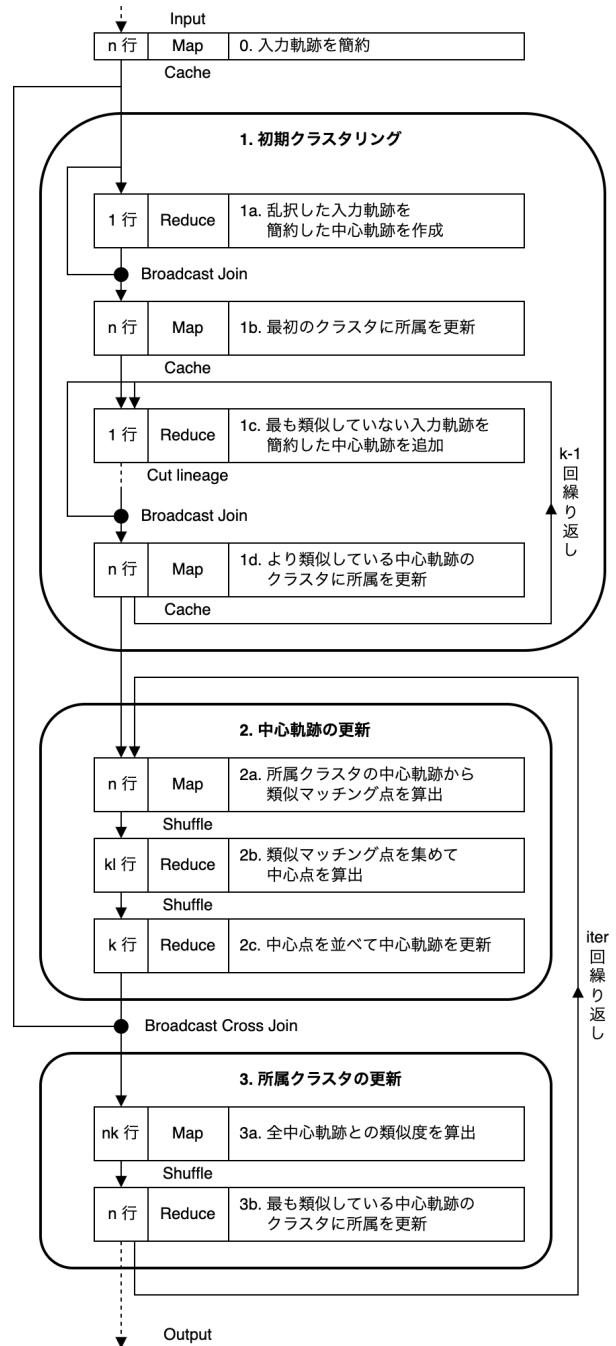 Input
n 行 Map 0. 入力軌跡を簡約
Cache
1. 初期クラスタリング
1 行 Reduce 1a. 乱択した入力軌跡を
簡約した中心軌跡を作成
Broadcast Join
n 行 Map 1b. 最初のクラスタに所属を更新
Cache
1 行 Reduce 1c. 最も類似していない入力軌跡を
簡約した中心軌跡を追加
Cut lineage
Broadcast Join
n 行 Map 1d. より類似している中心軌跡の
クラスタに所属を更新
Cache
k-1
回
繰
り
返
し
2. 中心軌跡の更新
n 行 Map 2a. 所属クラスタの中心軌跡から
類似マッチング点を算出
Shuffle
kl 行 Reduce 2b. 類似マッチング点を集めて
中心点を算出
Shuffle
k 行 Reduce 2c. 中心点を並べて中心軌跡を更新
Broadcast Cross Join
3. 所属クラスタの更新
nk 行 Map 3a. 全中心軌跡との類似度を算出
Shuffle
n 行 Reduce 3b. 最も類似している中心軌跡の
クラスタに所属を更新
iter
回
繰
り
返
し
Output